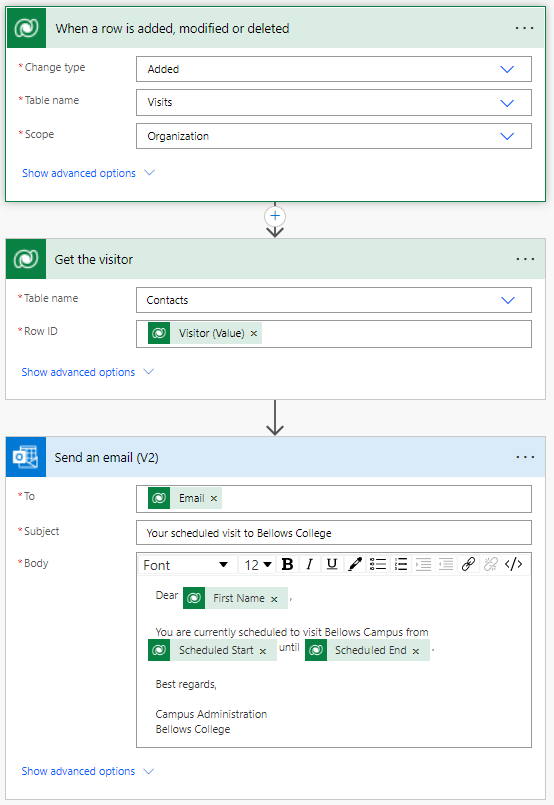 When a row is added, modified or deleted
* Change type
Added
* Table name
Visits
* Scope
Organization
Show advanced options
Get the visitor
* Table name
Contacts
* Row ID
Visitor (Value) ×
Show advanced options
Send an email (V2)
* To
Email ×
* Subject
Your scheduled visit to Bellows College
* Body
Font 12 B I U </>
Dear First Name × ,
You are currently scheduled to visit Bellows Campus from
Scheduled Start × until Scheduled End × .
Best regards,
Campus Administration
Bellows College
Show advanced options